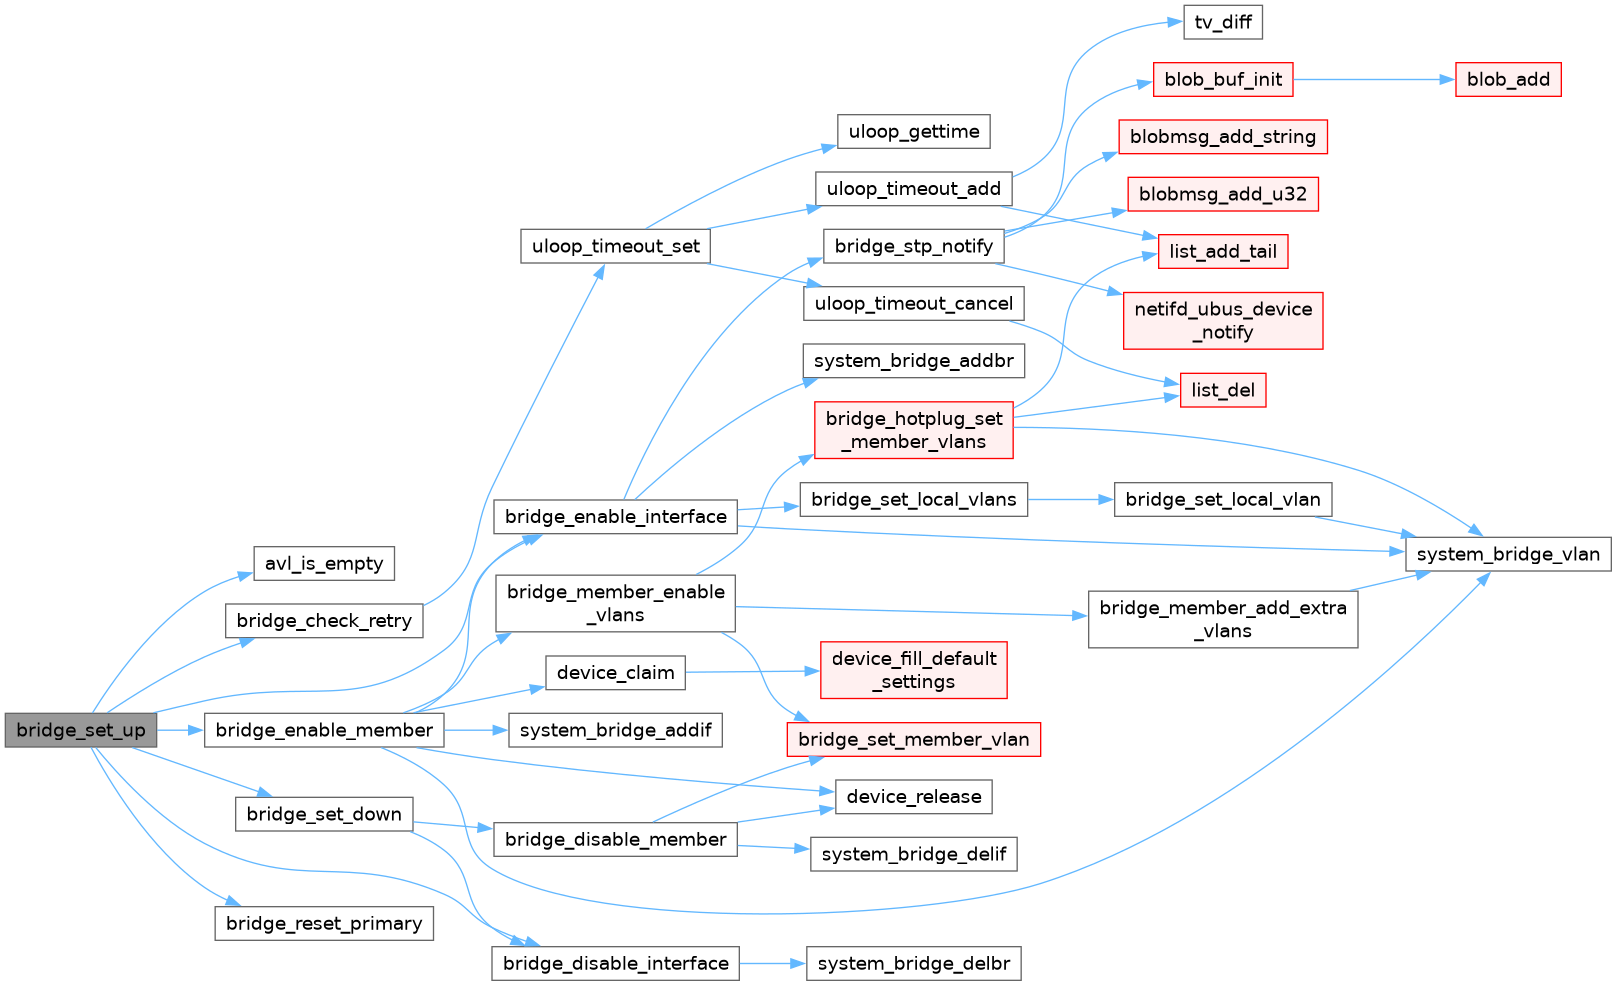 tv_diff
blob_buf_init
blob_add
uloop_gettime
blobmsg_add_string
uloop_timeout_add
blobmsg_add_u32
uloop_timeout_set
bridge_stp_notify
list_add_tail
uloop_timeout_cancel
netifd_ubus_device
_notify
system_bridge_addbr
list_del
bridge_hotplug_set
_member_vlans
bridge_enable_interface
bridge_set_local_vlans
bridge_set_local_vlan
avl_is_empty
system_bridge_vlan
bridge_member_enable
_vlans
bridge_check_retry
bridge_member_add_extra
_vlans
device_claim
device_fill_default
_settings
bridge_set_up
bridge_enable_member
system_bridge_addif
bridge_set_member_vlan
device_release
bridge_set_down
bridge_disable_member
system_bridge_delif
bridge_reset_primary
bridge_disable_interface
system_bridge_delbr